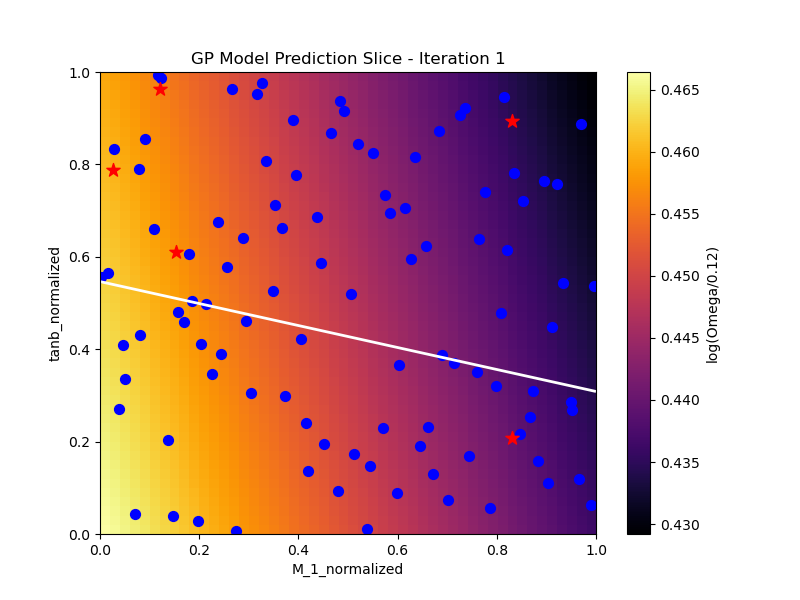 GP Model Prediction Slice - Iteration 1
tanb_normalized
1.0
0.8
0.6
0.4
0.2
0.0
0.0 0.2 0.4 0.6 0.8 1.0
M_1_normalized
0.465
0.460
0.455
0.450
0.445
0.440
0.435
0.430
log(Omega/0.12)